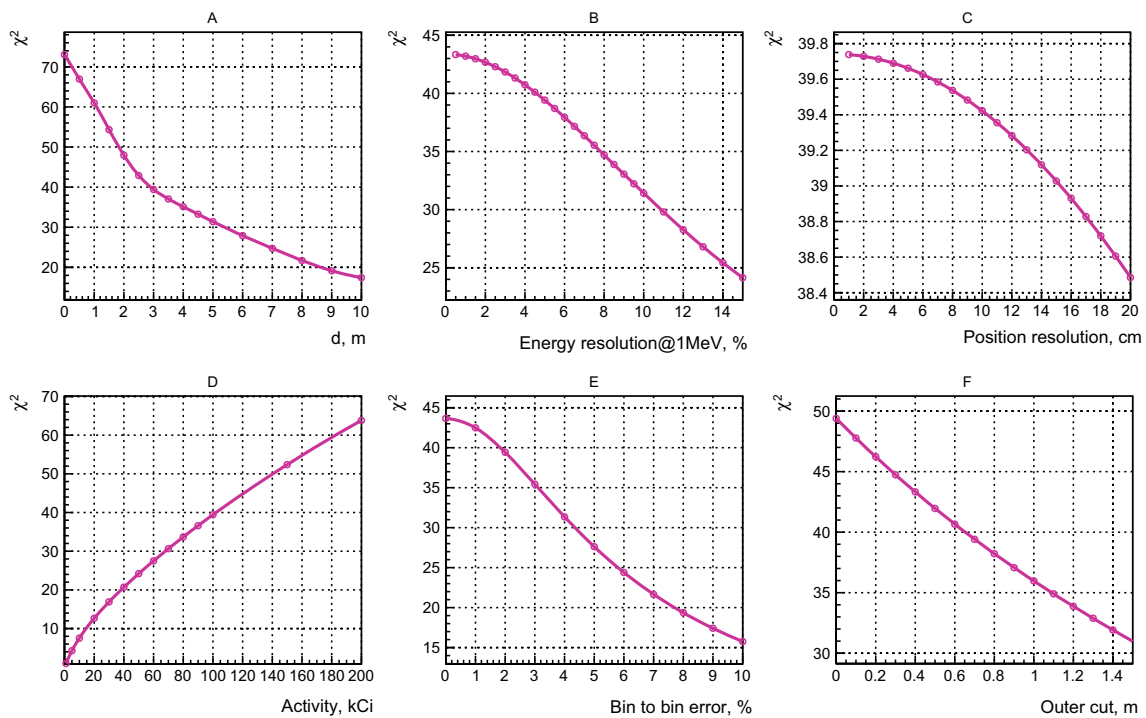 A
χ²
70
60
50
40
30
20
0 1 2 3 4 5 6 7 8 9 10
d, m
B
χ²
45
40
35
30
25
0 2 4 6 8 10 12 14
Energy resolution@1MeV, %
C
χ²
39.8
39.6
39.4
39.2
39
38.8
38.6
38.4
0 2 4 6 8 10 12 14 16 18 20
Position resolution, cm
D
χ²
70
60
50
40
30
20
10
0 20 40 60 80 100 120 140 160 180 200
Activity, kCi
E
χ²
45
40
35
30
25
20
15
0 1 2 3 4 5 6 7 8 9 10
Bin to bin error, %
F
χ²
50
45
40
35
30
0 0.2 0.4 0.6 0.8 1 1.2 1.4
Outer cut, m